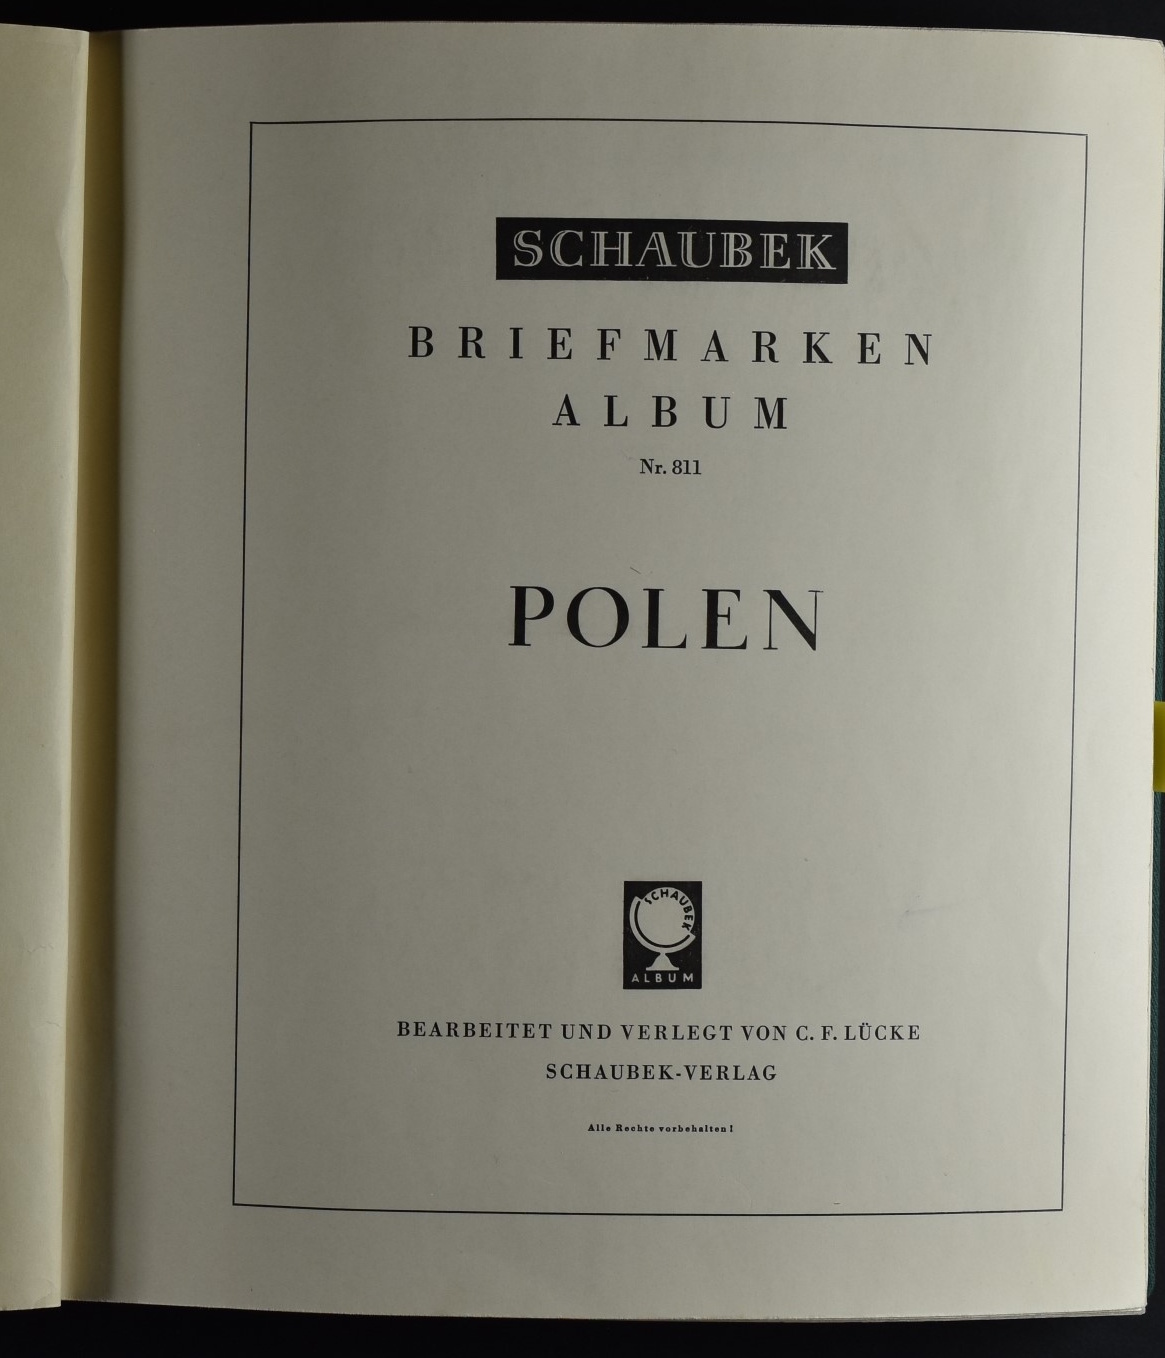 SCHAUBEK
BRIEFMARKEN
ALBUM
Nr. 811
POLEN
SCHAUBEK
ALBUM
BEARBEITET UND VERLEGT VON C. F. LÜCKE
SCHAUBEK-VERLAG
Alle Rechte vorbehalten!